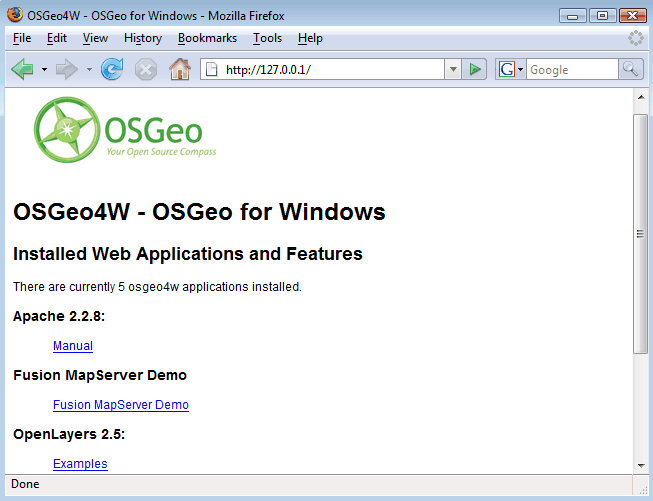 OSGeo4W - OSGeo for Windows - Mozilla Firefox
File Edit View History Bookmarks Tools Help
http://127.0.0.1/ G Google
OSGeo
Your Open Source Compass
OSGeo4W - OSGeo for Windows
Installed Web Applications and Features
There are currently 5 osgeo4w applications installed.
Apache 2.2.8:
Manual
Fusion MapServer Demo
Fusion MapServer Demo
OpenLayers 2.5:
Examples
Done